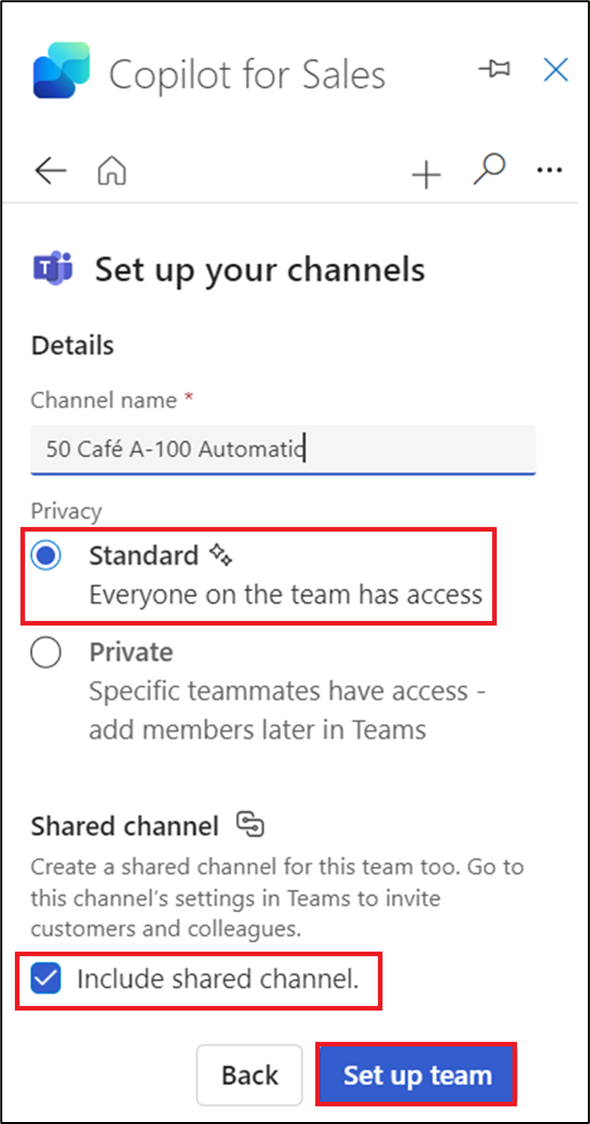 Copilot for Sales
Set up your channels
Details
Channel name *
50 Café A-100 Automatic
Privacy
Standard
Everyone on the team has access
Private
Specific teammates have access -
add members later in Teams
Shared channel
Create a shared channel for this team too. Go to
this channel's settings in Teams to invite
customers and colleagues.
Include shared channel.
Back
Set up team